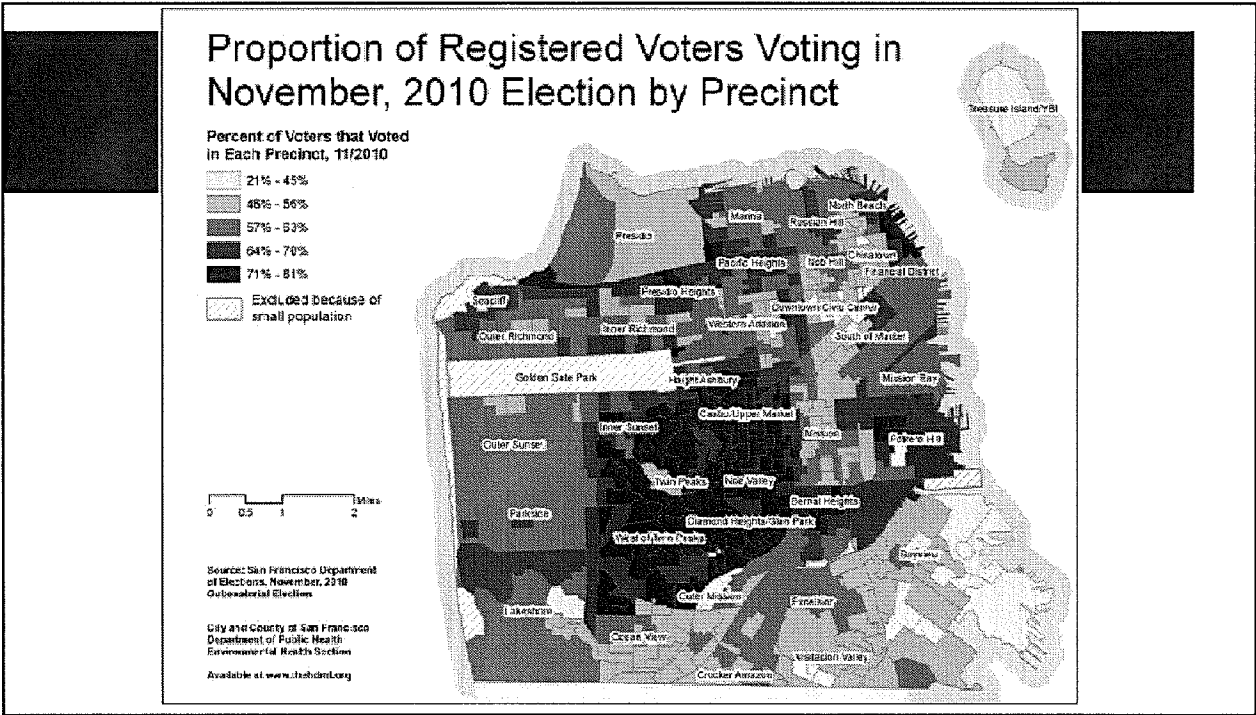 Proportion of Registered Voters Voting in
November, 2010 Election by Precinct
Percent of Voters that Voted
in Each Precinct, 11/2010
21% - 45%
46% - 56%
57% - 63%
64% - 70%
71% - 81%
Excluded because of
small population
Treasure Island/YBI
North Beach
Marina
Russian Hill
Presidio
Chinatown
Pacific Heights
Nob Hill
Financial District
Seacliff
Presidio Heights
Downtown/Civic Center
Outer Richmond
Inner Richmond
Western Addition
South of Market
Golden Gate Park
Haight Ashbury
Mission Bay
Castro/Upper Market
Inner Sunset
Outer Sunset
Mission
Potrero Hill
Twin Peaks
Noe Valley
Bernal Heights
Parkside
Diamond Heights/Glen Park
West of Twin Peaks
Bayview
Outer Mission
Excelsior
Lakeshore
Ocean View
Visitacion Valley
Crocker Amazon
Miles
0 0.5 1 2
Source: San Francisco Department
of Elections, November, 2010
Gubernatorial Election
City and County of San Francisco
Department of Public Health
Environmental Health Section
Available at